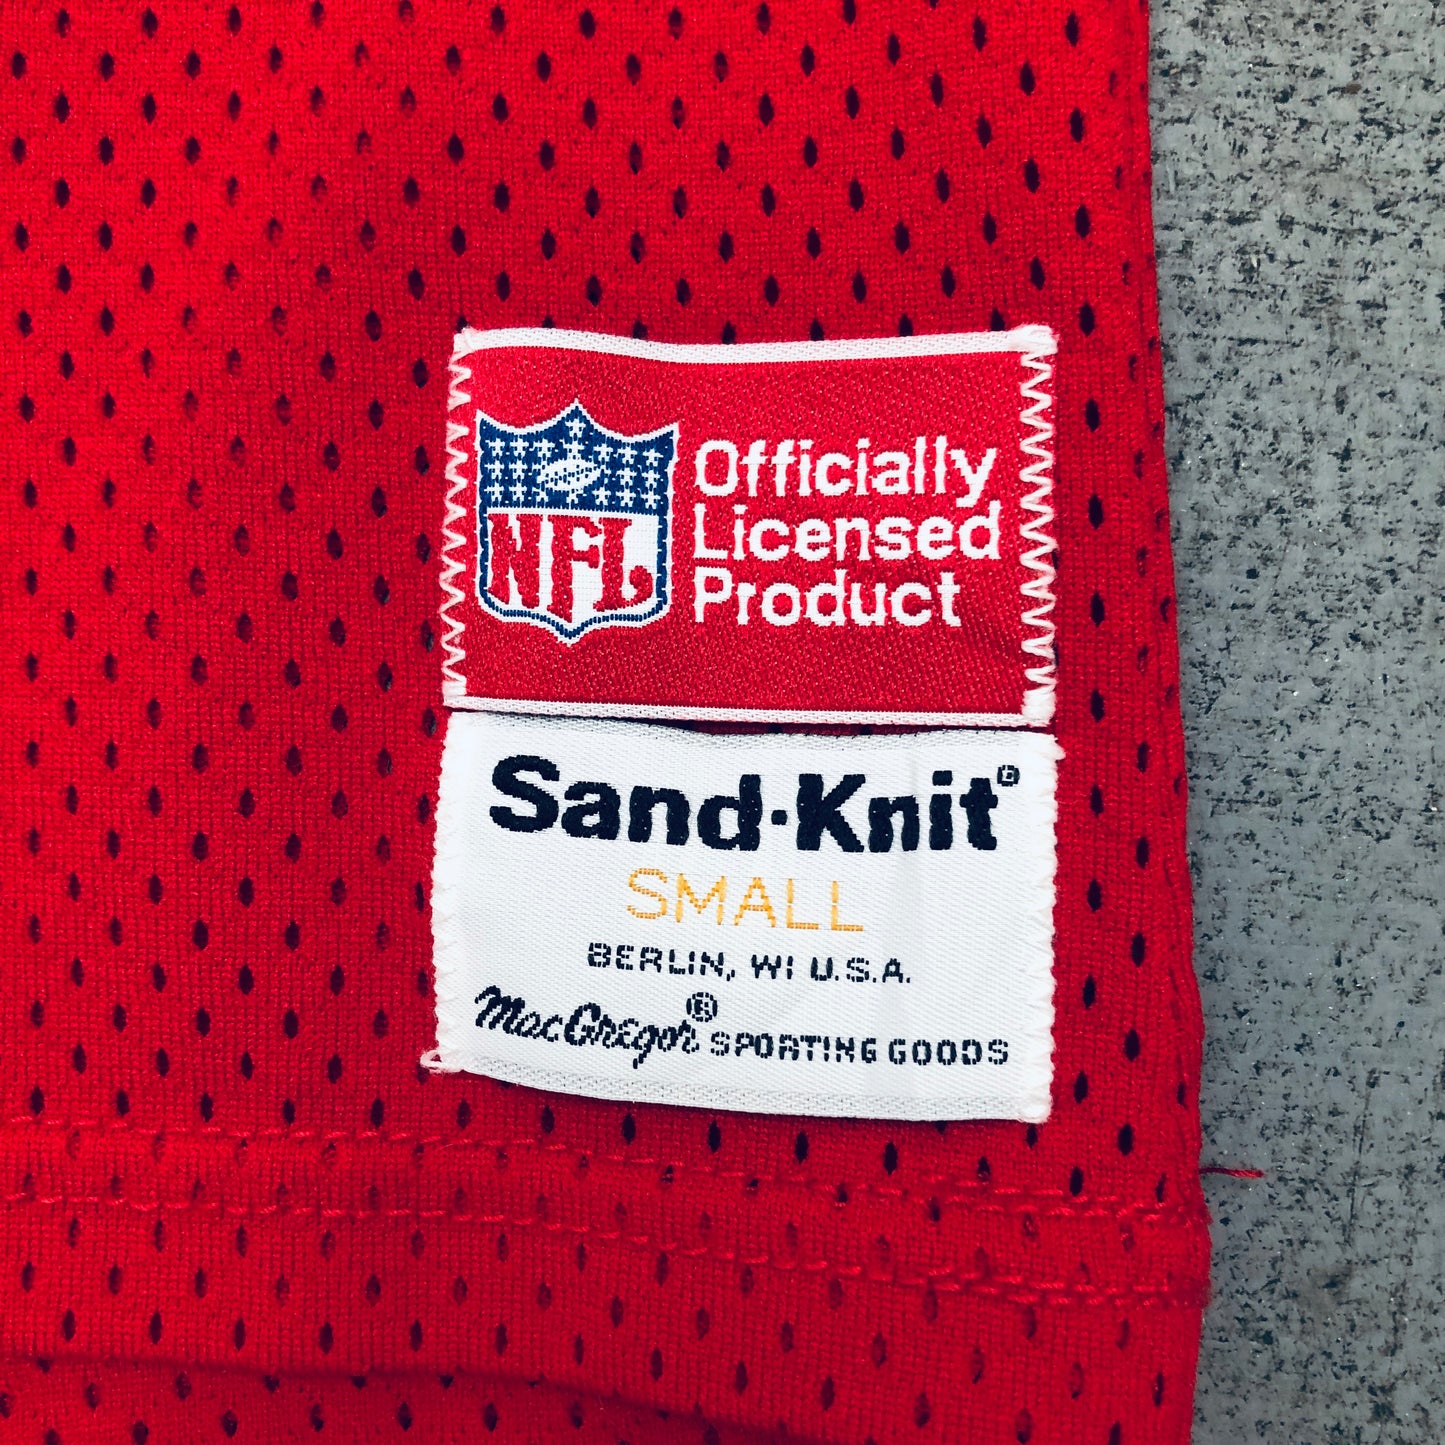 NFL
Officially
Licensed
Product
Sand·Knit®
SMALL
BERLIN, WI U.S.A.
MacGregor® SPORTING GOODS